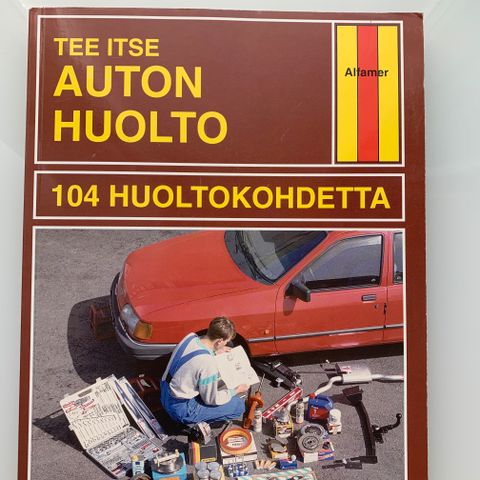 TEE ITSE
AUTON
HUOLTO
Alfamer
104 HUOLTOKOHDETTA